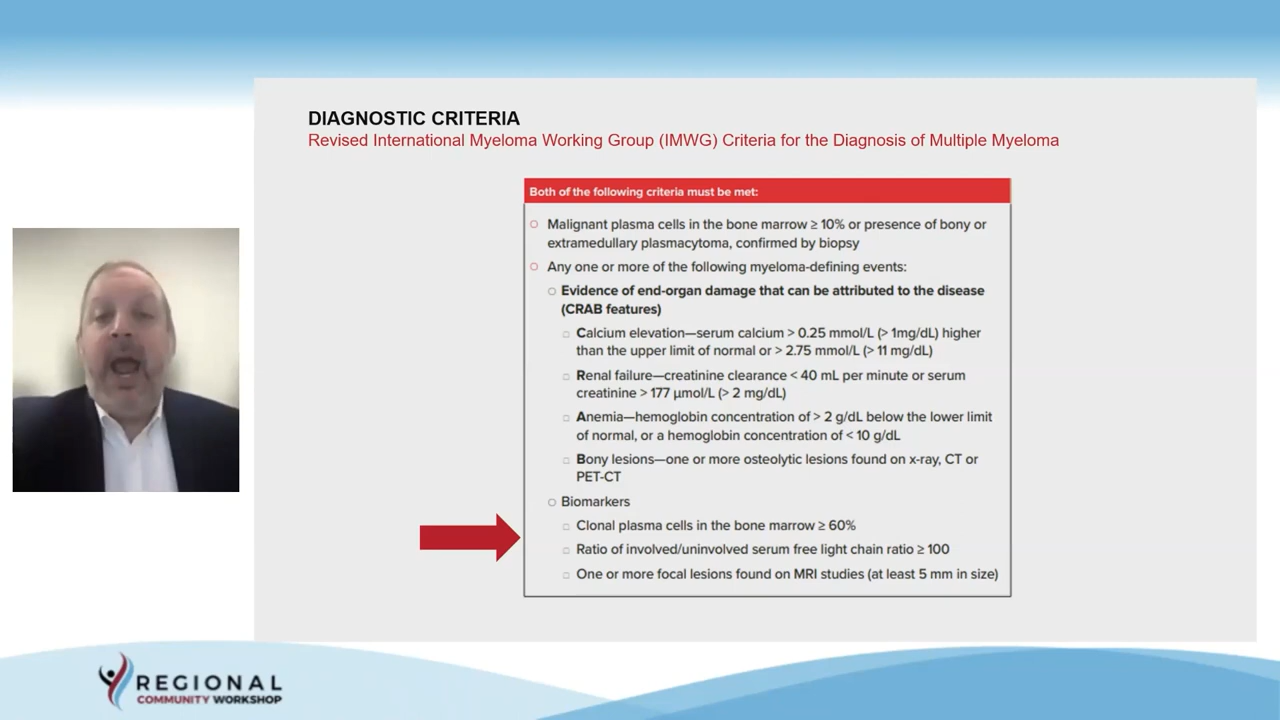 DIAGNOSTIC CRITERIA
Revised International Myeloma Working Group (IMWG) Criteria for the Diagnosis of Multiple Myeloma
Both of the following criteria must be met:
Malignant plasma cells in the bone marrow ≥ 10% or presence of bony or
extramedullary plasmacytoma, confirmed by biopsy
Any one or more of the following myeloma-defining events:
Evidence of end-organ damage that can be attributed to the disease
(CRAB features)
Calcium elevation—serum calcium > 0.25 mmol/L (> 1mg/dL) higher
than the upper limit of normal or > 2.75 mmol/L (> 11 mg/dL)
Renal failure—creatinine clearance < 40 mL per minute or serum
creatinine > 177 µmol/L (> 2 mg/dL)
Anemia—hemoglobin concentration of > 2 g/dL below the lower limit
of normal, or a hemoglobin concentration of < 10 g/dL
Bony lesions—one or more osteolytic lesions found on x-ray, CT or
PET-CT
Biomarkers
Clonal plasma cells in the bone marrow ≥ 60%
Ratio of involved/uninvolved serum free light chain ratio ≥ 100
One or more focal lesions found on MRI studies (at least 5 mm in size)
REGIONAL
COMMUNITY WORKSHOP